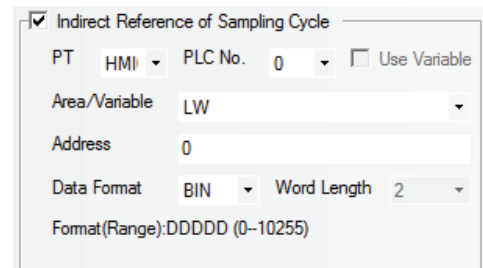 Indirect Reference of Sampling Cycle
PT HMI PLC No. 0 Use Variable
Area/Variable LW
Address 0
Data Format BIN Word Length 2
Format(Range):DDDDD (0--10255)